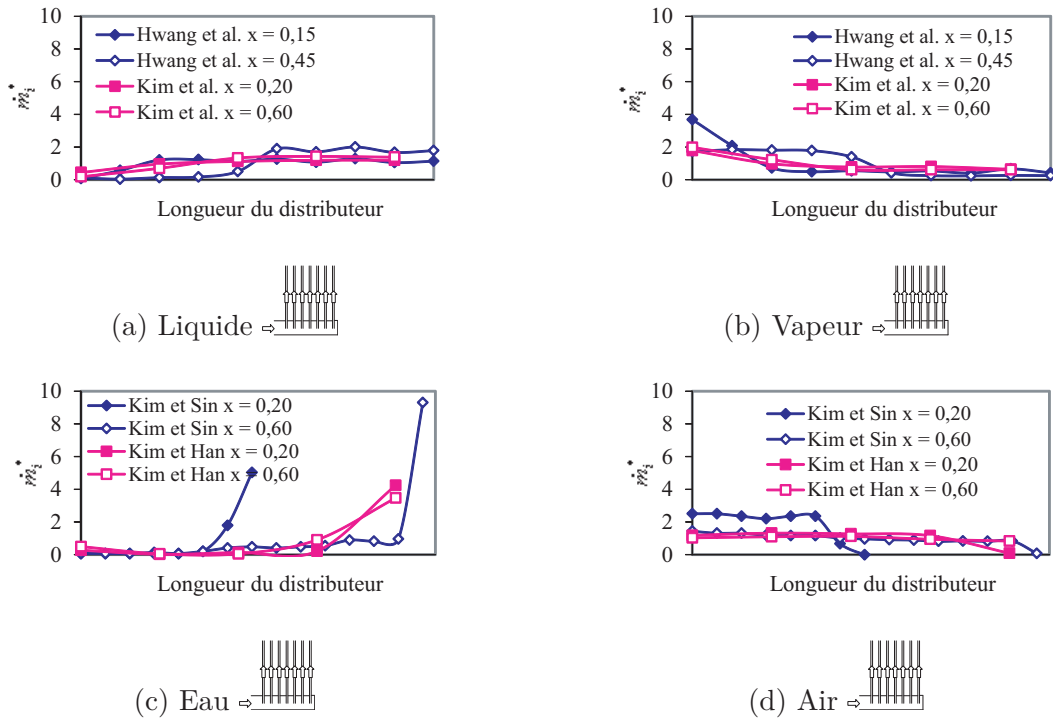 10
8
6
4
2
0
ṁᵢ*
Hwang et al. x = 0,15
Hwang et al. x = 0,45
Kim et al. x = 0,20
Kim et al. x = 0,60
Longueur du distributeur
(a) Liquide
10
8
6
4
2
0
ṁᵢ*
Hwang et al. x = 0,15
Hwang et al. x = 0,45
Kim et al. x = 0,20
Kim et al. x = 0,60
Longueur du distributeur
(b) Vapeur
10
8
6
4
2
0
ṁᵢ*
Kim et Sin x = 0,20
Kim et Sin x = 0,60
Kim et Han x = 0,20
Kim et Han x = 0,60
Longueur du distributeur
(c) Eau
10
8
6
4
2
0
ṁᵢ*
Kim et Sin x = 0,20
Kim et Sin x = 0,60
Kim et Han x = 0,20
Kim et Han x = 0,60
Longueur du distributeur
(d) Air